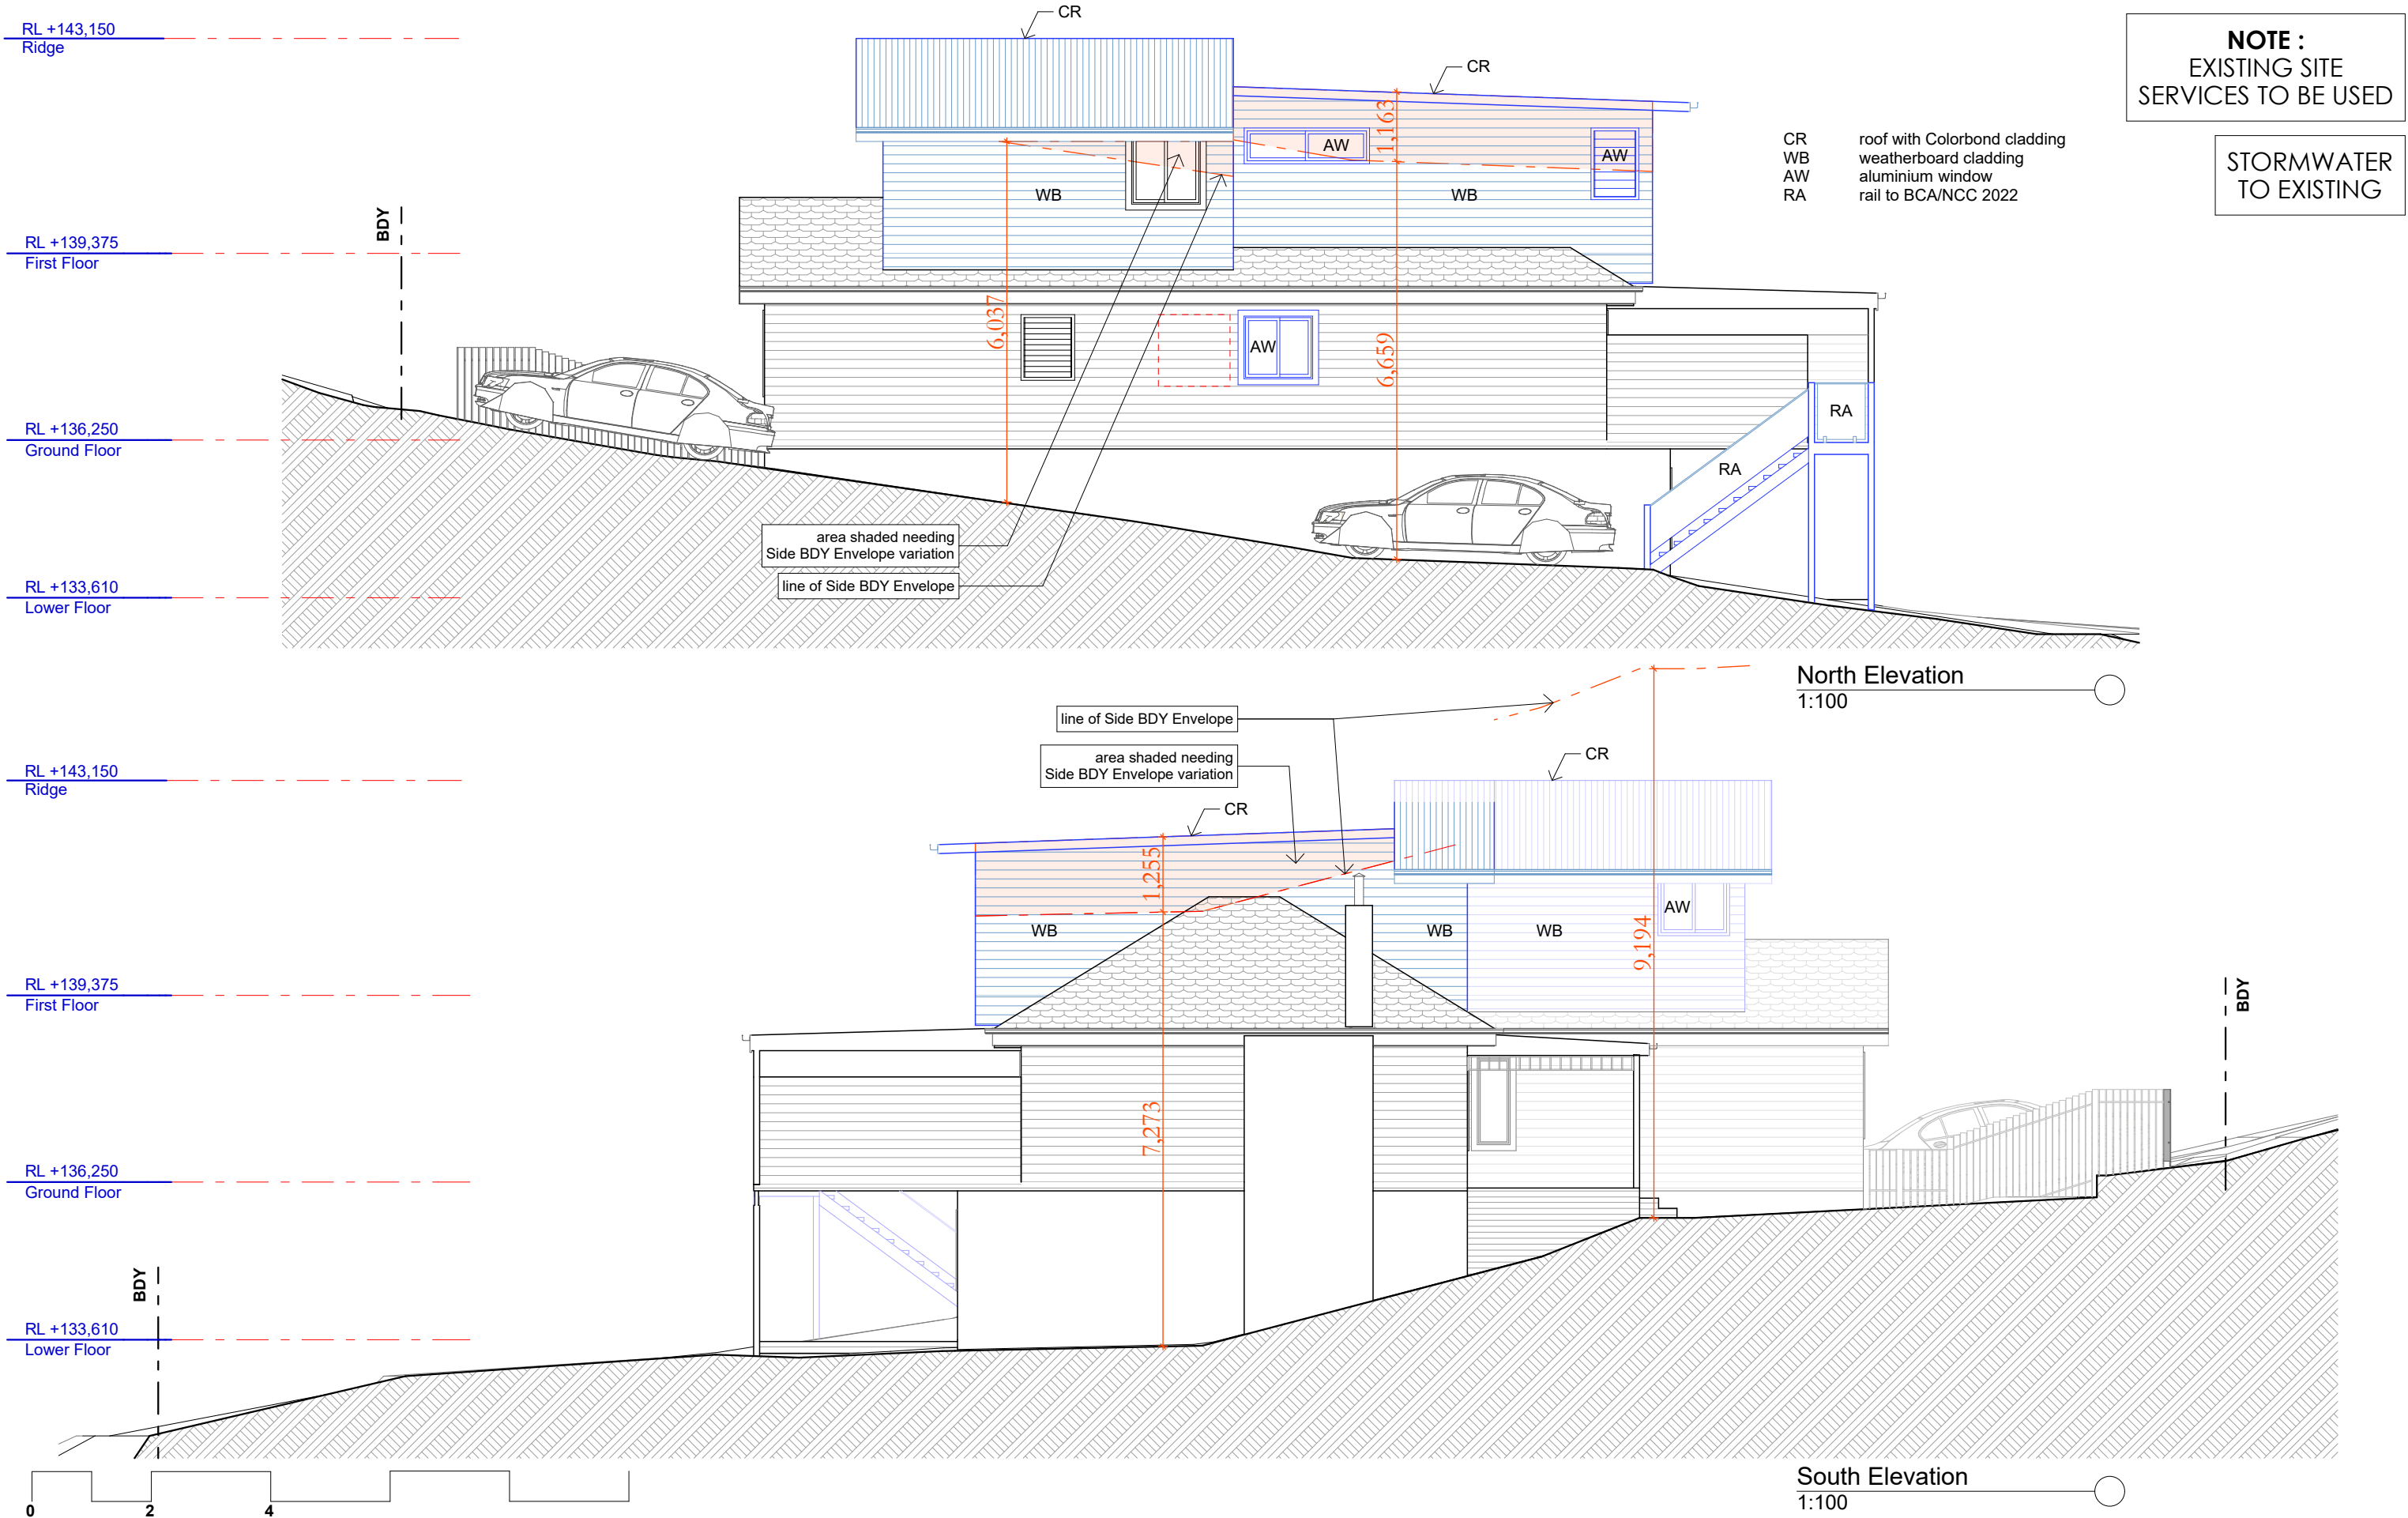 RL +143,150
Ridge
CR
CR
NOTE :
EXISTING SITE
SERVICES TO BE USED
STORMWATER
TO EXISTING
CR roof with Colorbond cladding
WB weatherboard cladding
AW aluminium window
RA rail to BCA/NCC 2022
1,163
AW
AW
WB
WB
BDY
RL +139,375
First Floor
6,037
AW
6,659
RA
RA
RL +136,250
Ground Floor
area shaded needing
Side BDY Envelope variation
line of Side BDY Envelope
RL +133,610
Lower Floor
North Elevation
1:100
line of Side BDY Envelope
area shaded needing
Side BDY Envelope variation
CR
RL +143,150
Ridge
CR
1,255
WB
WB
WB
AW
9,194
RL +139,375
First Floor
BDY
7,273
RL +136,250
Ground Floor
BDY
RL +133,610
Lower Floor
South Elevation
1:100
0 2 4